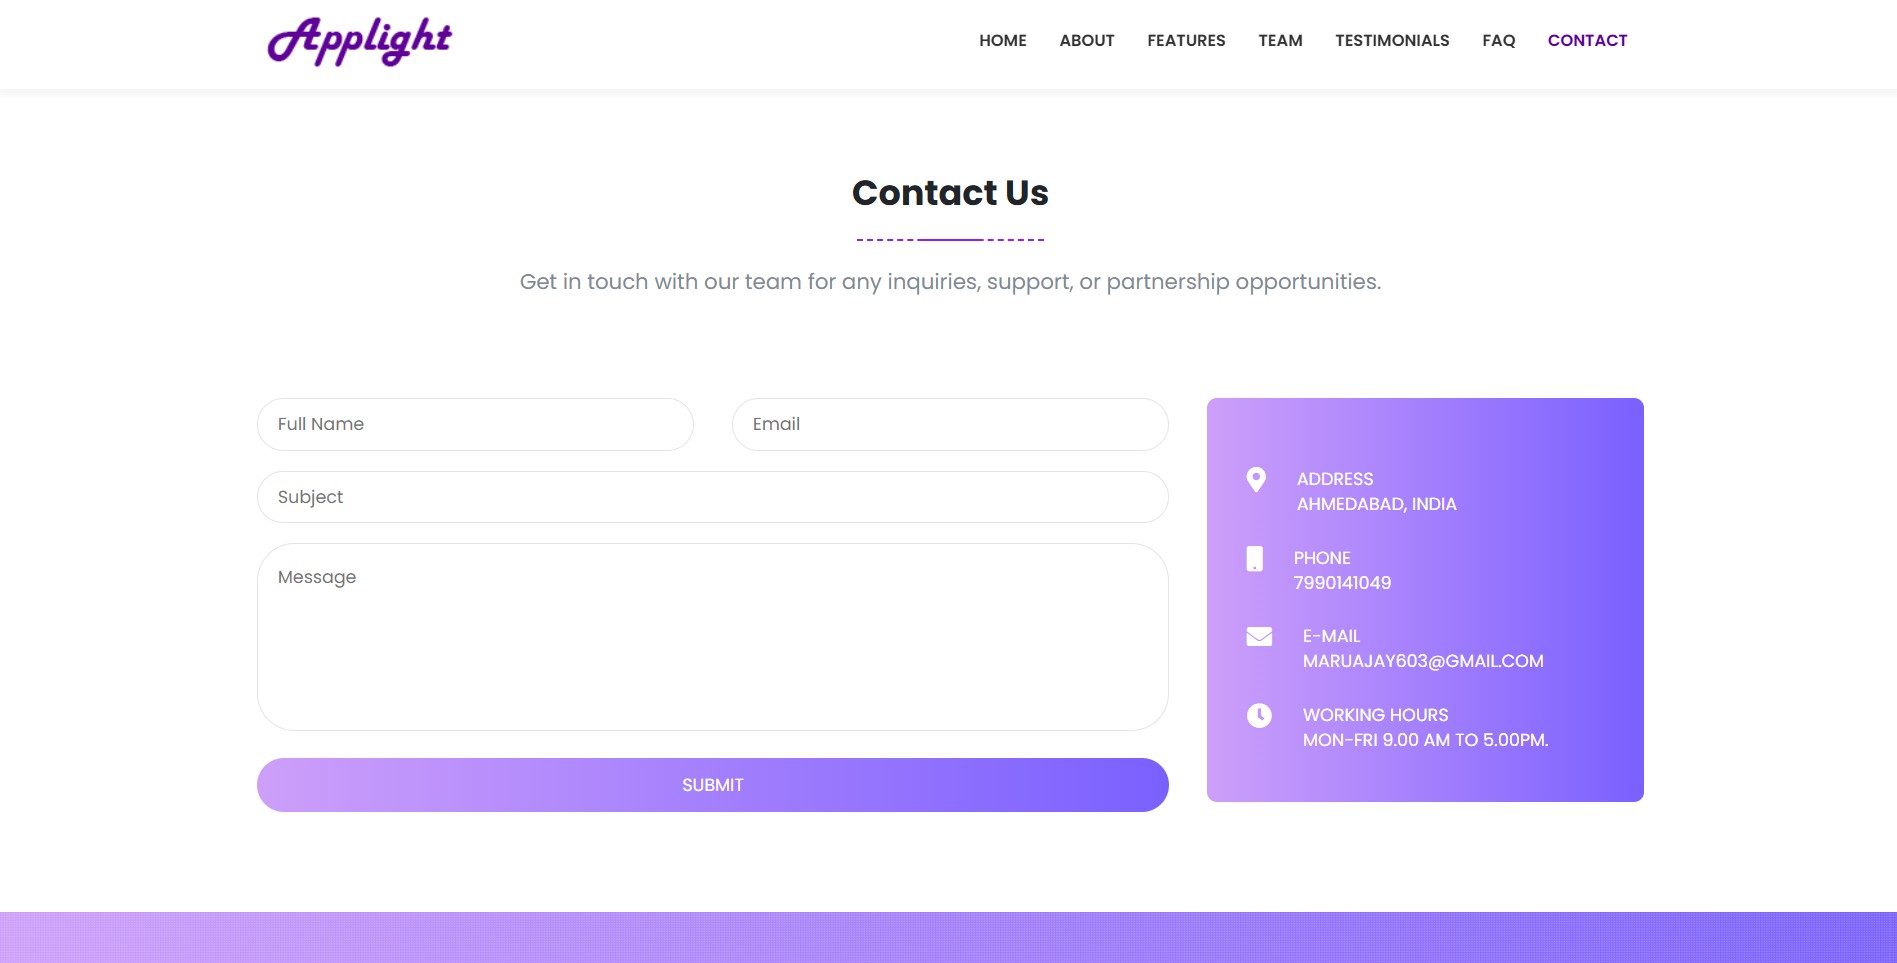 Applight
HOME ABOUT FEATURES TEAM TESTIMONIALS FAQ CONTACT
Contact Us
Get in touch with our team for any inquiries, support, or partnership opportunities.
Full Name
Email
Subject
Message
SUBMIT
ADDRESS
AHMEDABAD, INDIA
PHONE
7990141049
E-MAIL
MARUAJAY603@GMAIL.COM
WORKING HOURS
MON-FRI 9.00 AM TO 5.00PM.